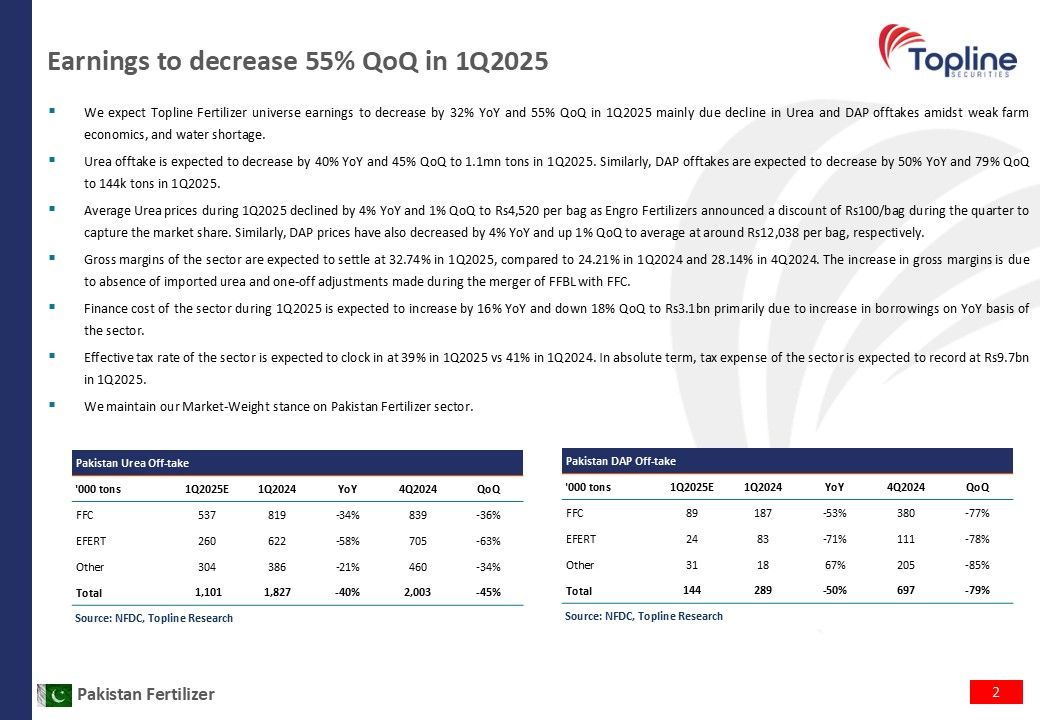 Earnings to decrease 55% QoQ in 1Q2025
Topline
SECURITIES
▪ We expect Topline Fertilizer universe earnings to decrease by 32% YoY and 55% QoQ in 1Q2025 mainly due decline in Urea and DAP offtakes amidst weak farm
economics, and water shortage.
▪ Urea offtake is expected to decrease by 40% YoY and 45% QoQ to 1.1mn tons in 1Q2025. Similarly, DAP offtakes are expected to decrease by 50% YoY and 79% QoQ
to 144k tons in 1Q2025.
▪ Average Urea prices during 1Q2025 declined by 4% YoY and 1% QoQ to Rs4,520 per bag as Engro Fertilizers announced a discount of Rs100/bag during the quarter to
capture the market share. Similarly, DAP prices have also decreased by 4% YoY and up 1% QoQ to average at around Rs12,038 per bag, respectively.
▪ Gross margins of the sector are expected to settle at 32.74% in 1Q2025, compared to 24.21% in 1Q2024 and 28.14% in 4Q2024. The increase in gross margins is due
to absence of imported urea and one-off adjustments made during the merger of FFBL with FFC.
▪ Finance cost of the sector during 1Q2025 is expected to increase by 16% YoY and down 18% QoQ to Rs3.1bn primarily due to increase in borrowings on YoY basis of
the sector.
▪ Effective tax rate of the sector is expected to clock in at 39% in 1Q2025 vs 41% in 1Q2024. In absolute term, tax expense of the sector is expected to record at Rs9.7bn
in 1Q2025.
▪ We maintain our Market-Weight stance on Pakistan Fertilizer sector.
Pakistan Urea Off-take
'000 tons 1Q2025E 1Q2024 YoY 4Q2024 QoQ
FFC 537 819 -34% 839 -36%
EFERT 260 622 -58% 705 -63%
Other 304 386 -21% 460 -34%
Total 1,101 1,827 -40% 2,003 -45%
Source: NFDC, Topline Research
Pakistan DAP Off-take
'000 tons 1Q2025E 1Q2024 YoY 4Q2024 QoQ
FFC 89 187 -53% 380 -77%
EFERT 24 83 -71% 111 -78%
Other 31 18 67% 205 -85%
Total 144 289 -50% 697 -79%
Source: NFDC, Topline Research
Pakistan Fertilizer
2